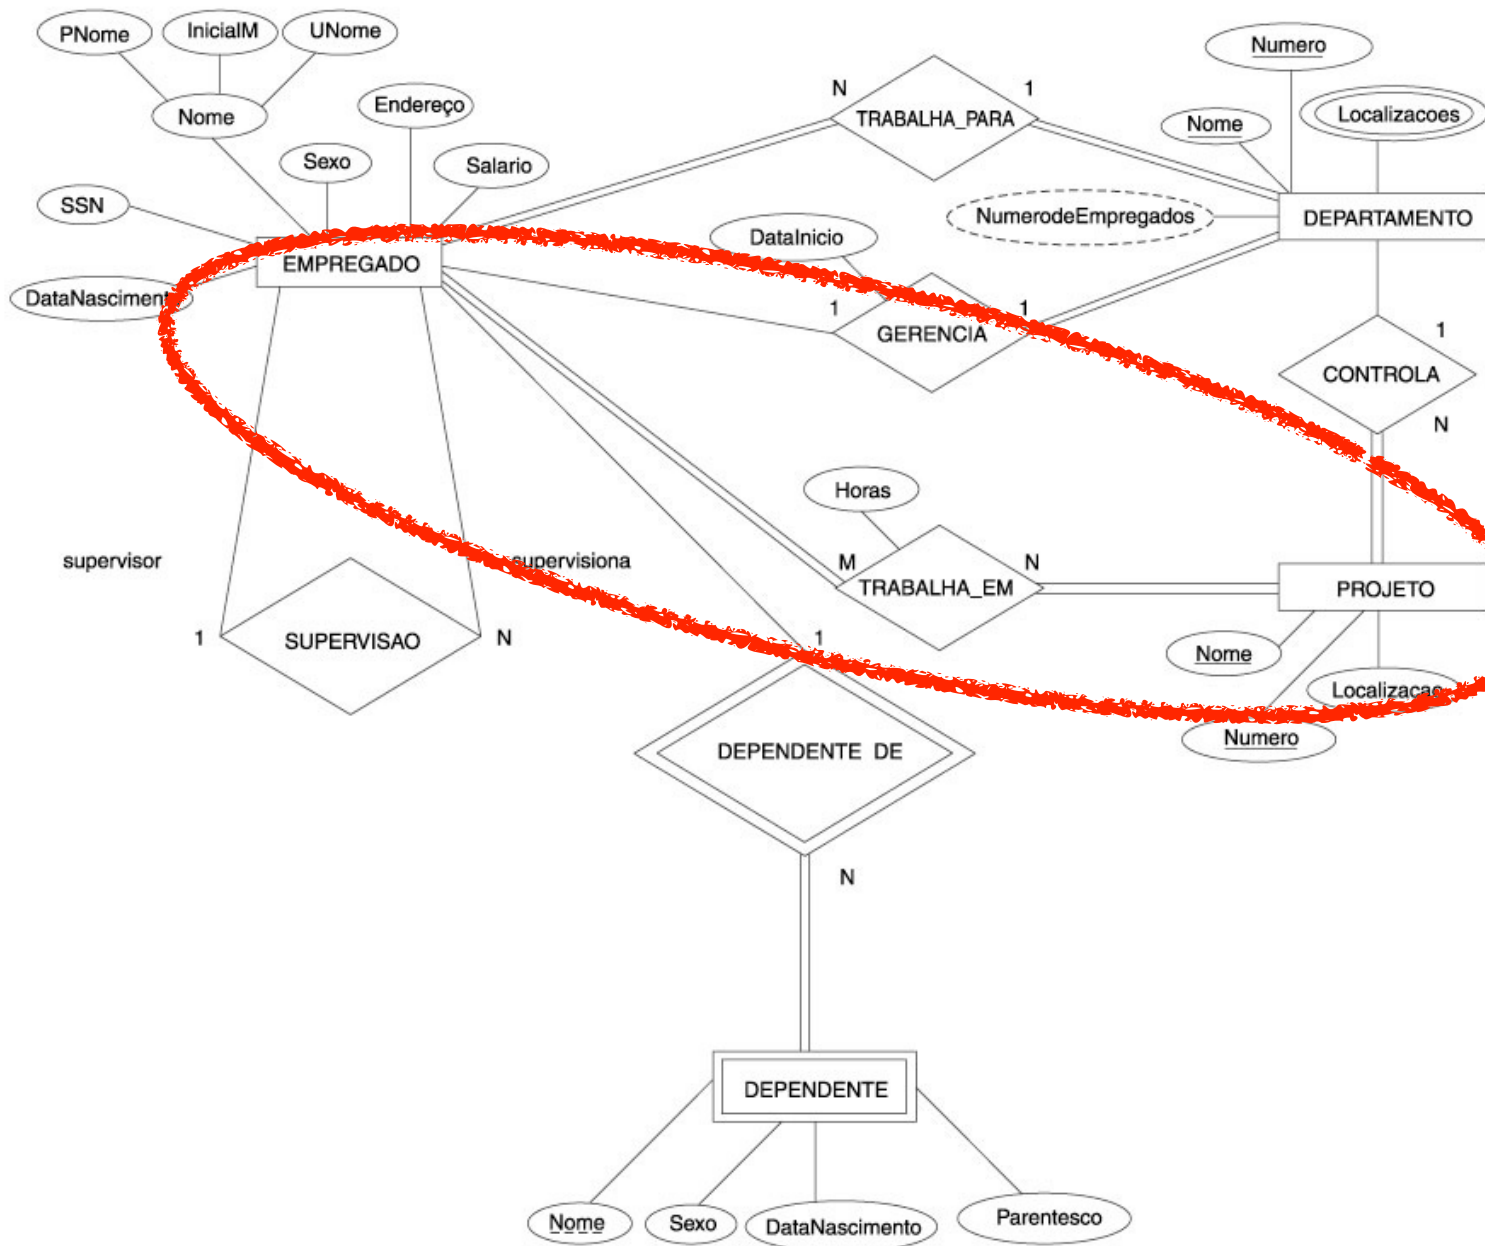 PNome
InicialM
UNome
Nome
Endereço
Sexo
Salario
SSN
EMPREGADO
DataNascimento
N
TRABALHA_PARA
1
Numero
Nome
Localizacoes
NumerodeEmpregados
DEPARTAMENTO
DataInicio
1
GERENCIA
1
1
CONTROLA
N
supervisor
supervisiona
1
SUPERVISAO
N
Horas
M
TRABALHA_EM
N
PROJETO
Nome
Localizacao
Numero
1
DEPENDENTE DE
N
DEPENDENTE
Nome
Sexo
DataNascimento
Parentesco